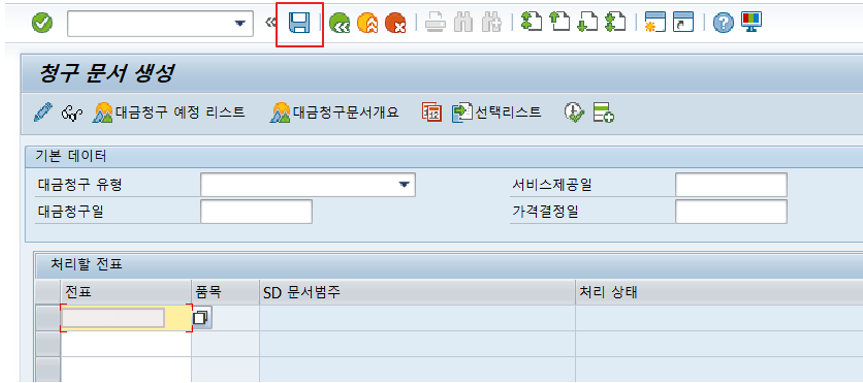 청구 문서 생성
대금청구 예정 리스트 대금청구문서개요 선택리스트
기본 데이터
대금청구 유형 서비스제공일
대금청구일 가격결정일
처리할 전표
전표 품목 SD 문서범주 처리 상태